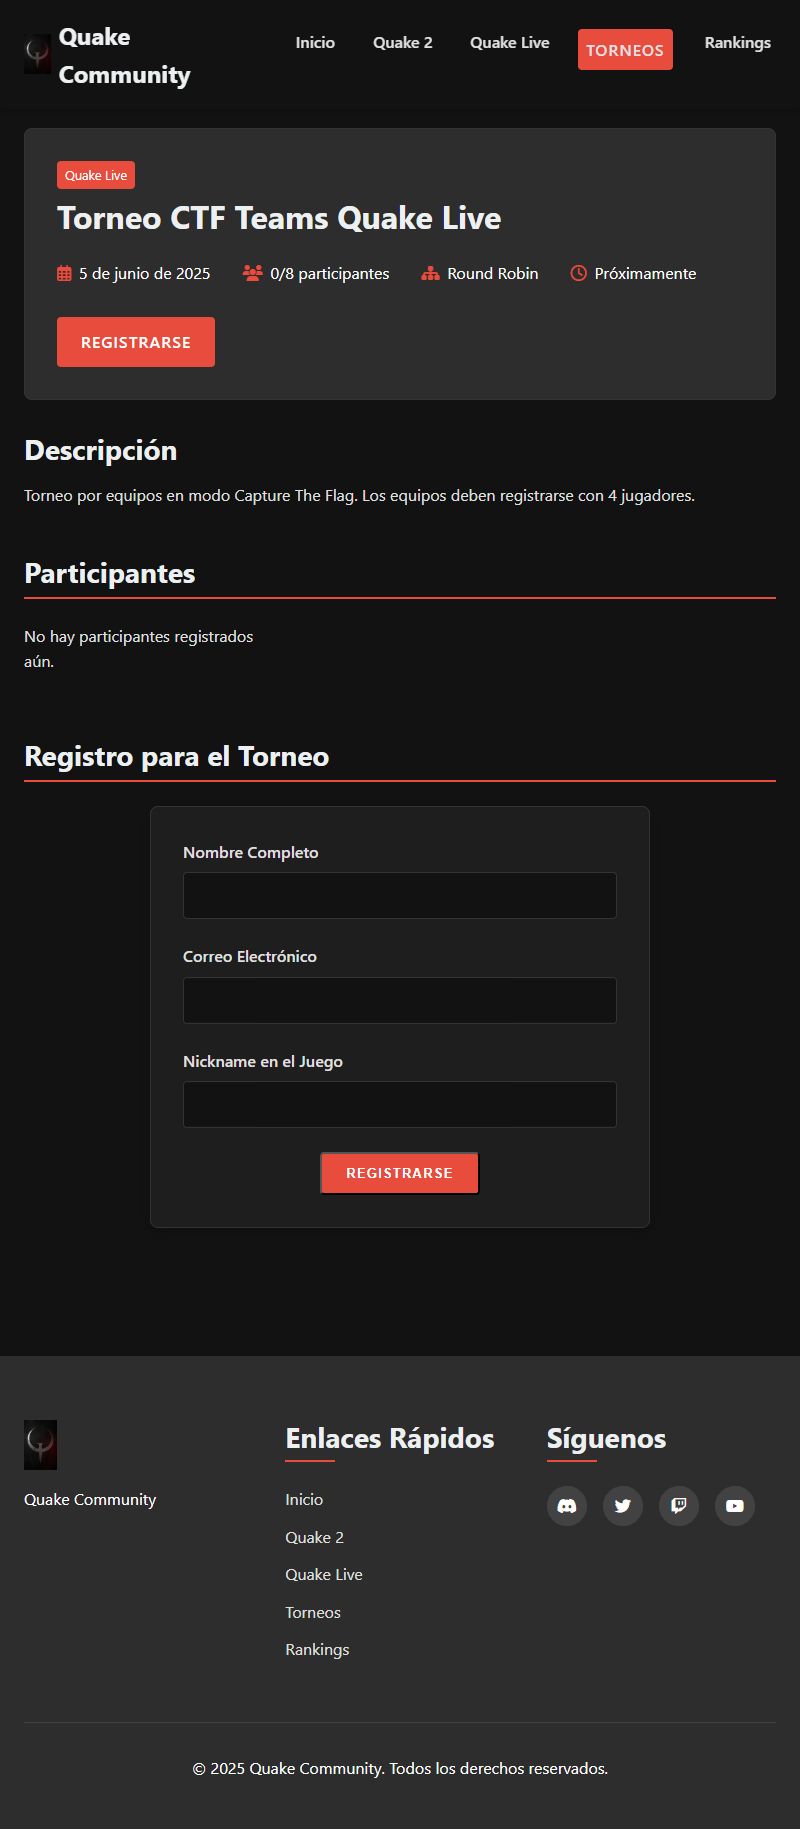 Quake
Community
Inicio
Quake 2
Quake Live
TORNEOS
Rankings
Quake Live
Torneo CTF Teams Quake Live
5 de junio de 2025
0/8 participantes
Round Robin
Próximamente
REGISTRARSE
Descripción
Torneo por equipos en modo Capture The Flag. Los equipos deben registrarse con 4 jugadores.
Participantes
No hay participantes registrados
aún.
Registro para el Torneo
Nombre Completo
Correo Electrónico
Nickname en el Juego
REGISTRARSE
Quake Community
Enlaces Rápidos
Inicio
Quake 2
Quake Live
Torneos
Rankings
Síguenos
© 2025 Quake Community. Todos los derechos reservados.